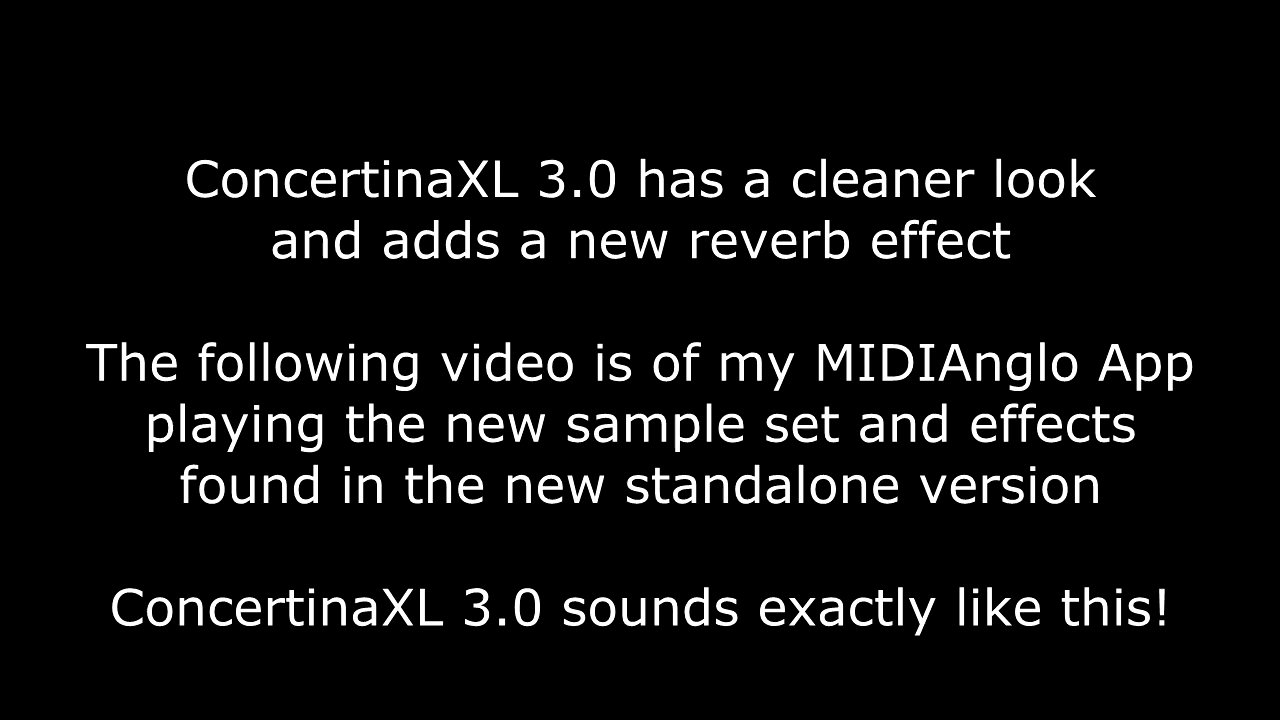 ConcertinaXL 3.0 has a cleaner look
and adds a new reverb effect
The following video is of my MIDIAnglo App
playing the new sample set and effects
found in the new standalone version
ConcertinaXL 3.0 sounds exactly like this!